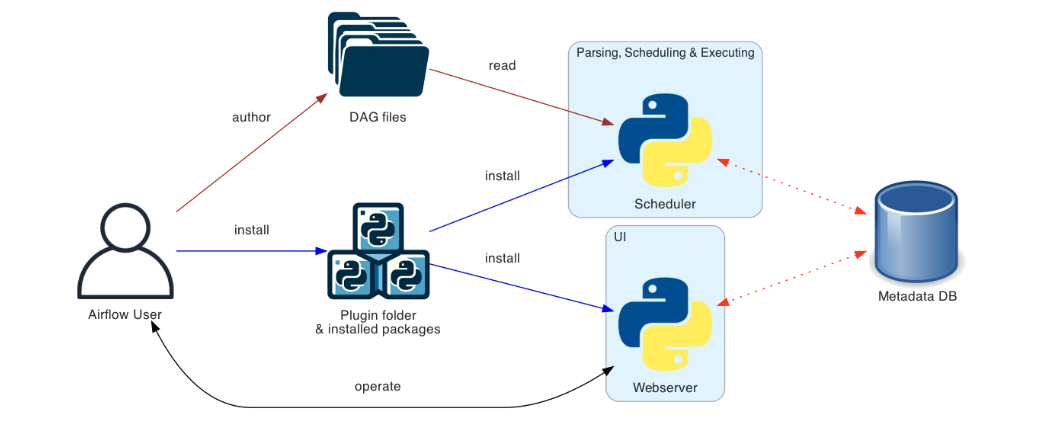 Parsing, Scheduling & Executing
read
author
DAG files
install
Scheduler
install
UI
install
Metadata DB
Airflow User
Plugin folder
& installed packages
operate
Webserver